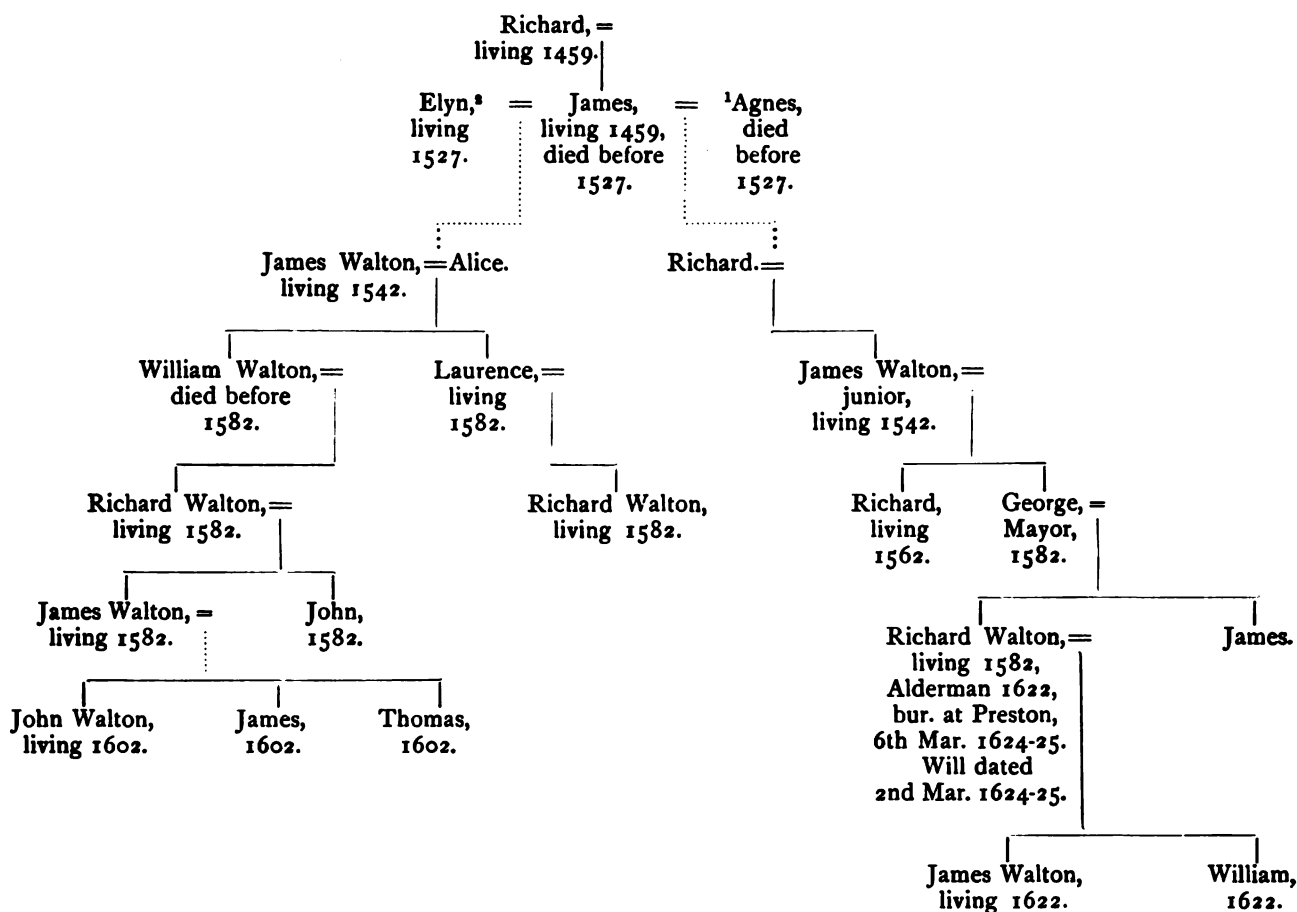 Richard, =
living 1459.
Elyn,² = James, = ¹Agnes,
living living 1459, died
1527. died before before
1527. 1527.
James Walton,=Alice. Richard.=
living 1542.
William Walton,= Laurence,= James Walton,=
died before living junior,
1582. 1582. living 1542.
Richard Walton,= Richard Walton, Richard, George, =
living 1582. living 1582. living Mayor,
1562. 1582.
James Walton, = John, Richard Walton,= James.
living 1582. 1582. living 1582,
Alderman 1622,
John Walton, James, Thomas, bur. at Preston,
living 1602. 1602. 1602. 6th Mar. 1624-25.
Will dated
2nd Mar. 1624-25.
James Walton, William,
living 1622. 1622.